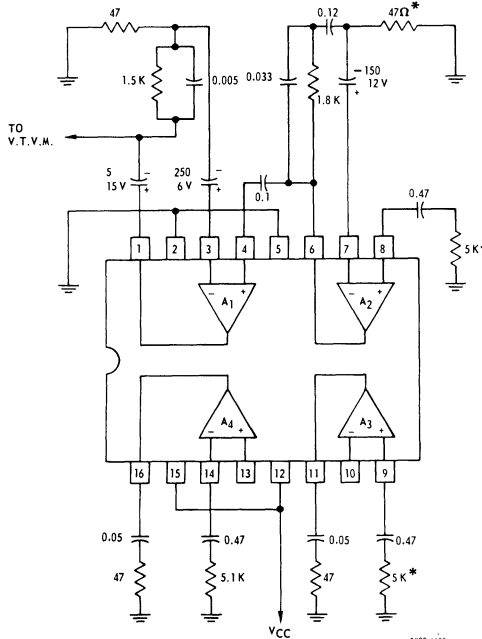 47
0.12
47Ω*
1.5 K
0.005
0.033
1.8 K
-150
12 V
+
TO
V.T.V.M.
5
15 V
-
+
250
6 V
-
+
0.1
0.47
5K*
1
2
3
4
5
6
7
8
- +
A1
- +
A2
A4
- +
A3
- +
16
15
14
13
12
11
10
9
0.05
0.47
0.05
0.47
47
5.1 K
47
5 K*
VCC